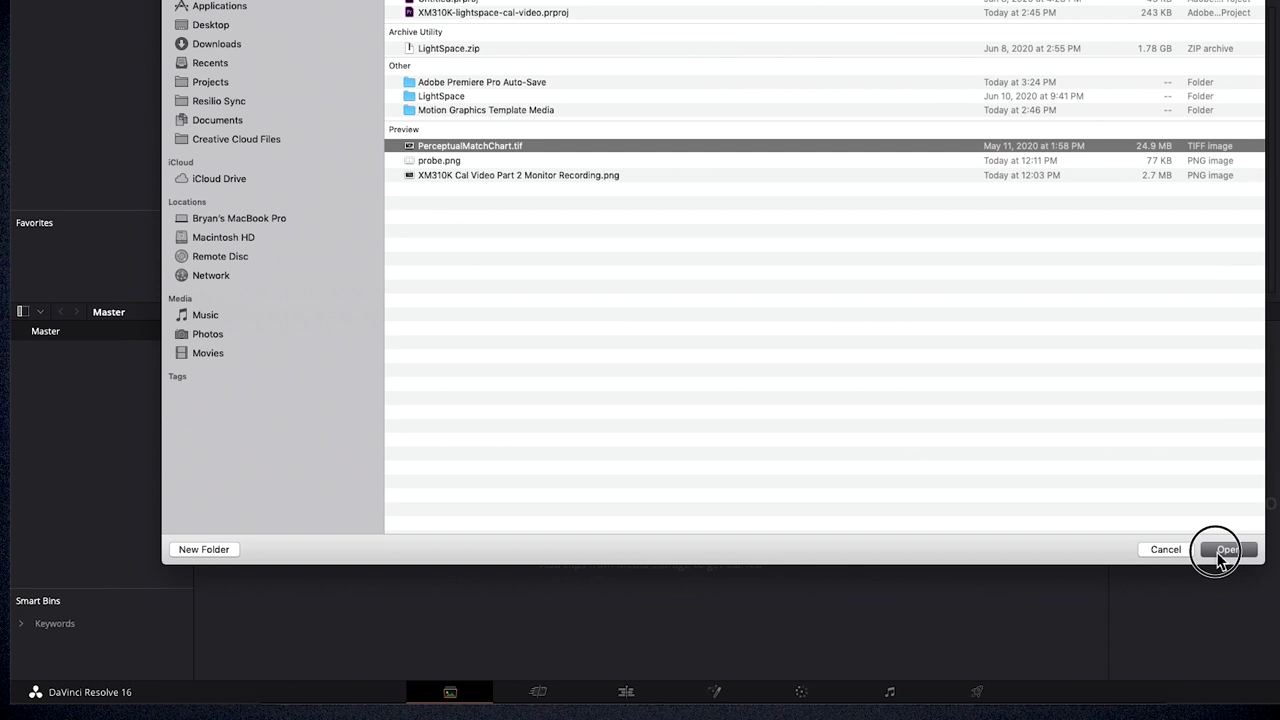 Applications
Desktop
Downloads
Recents
Projects
Resilio Sync
Documents
Creative Cloud Files
iCloud
iCloud Drive
Locations
Bryan's MacBook Pro
Macintosh HD
Remote Disc
Network
Media
Music
Photos
Movies
Tags
XM310K-lightspace-cal-video.prproj Today at 2:45 PM 243 KB Adobe...Project
Archive Utility
LightSpace.zip Jun 8, 2020 at 2:55 PM 1.78 GB ZIP archive
Other
Adobe Premiere Pro Auto-Save Today at 3:24 PM -- Folder
LightSpace Jun 10, 2020 at 9:41 PM -- Folder
Motion Graphics Template Media Today at 2:46 PM -- Folder
Preview
PerceptualMatchChart.tif May 11, 2020 at 1:58 PM 24.9 MB TIFF image
probe.png Today at 12:11 PM 77 KB PNG image
XM310K Cal Video Part 2 Monitor Recording.png Today at 12:03 PM 2.7 MB PNG image
New Folder
Cancel
Open
Favorites
Master
Master
Smart Bins
Keywords
DaVinci Resolve 16